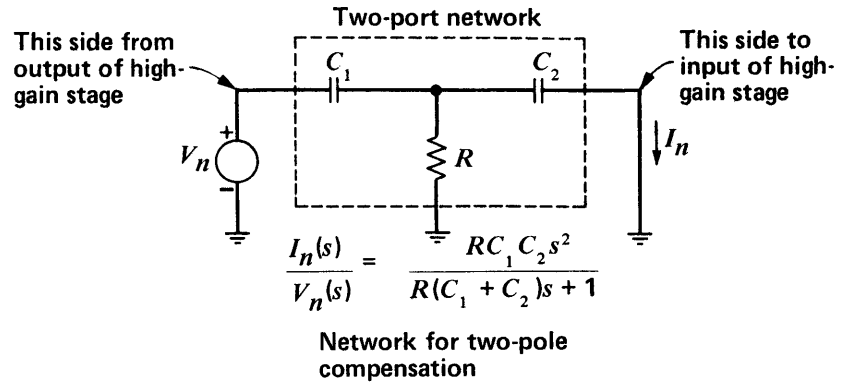 Two-port network
This side from
output of high-
gain stage
This side to
input of high-
gain stage
C₁
C₂
+
Vₙ
−
R
Iₙ
Iₙ(s)
Vₙ(s)
=
RC₁C₂s²
R(C₁ + C₂)s + 1
Network for two-pole
compensation